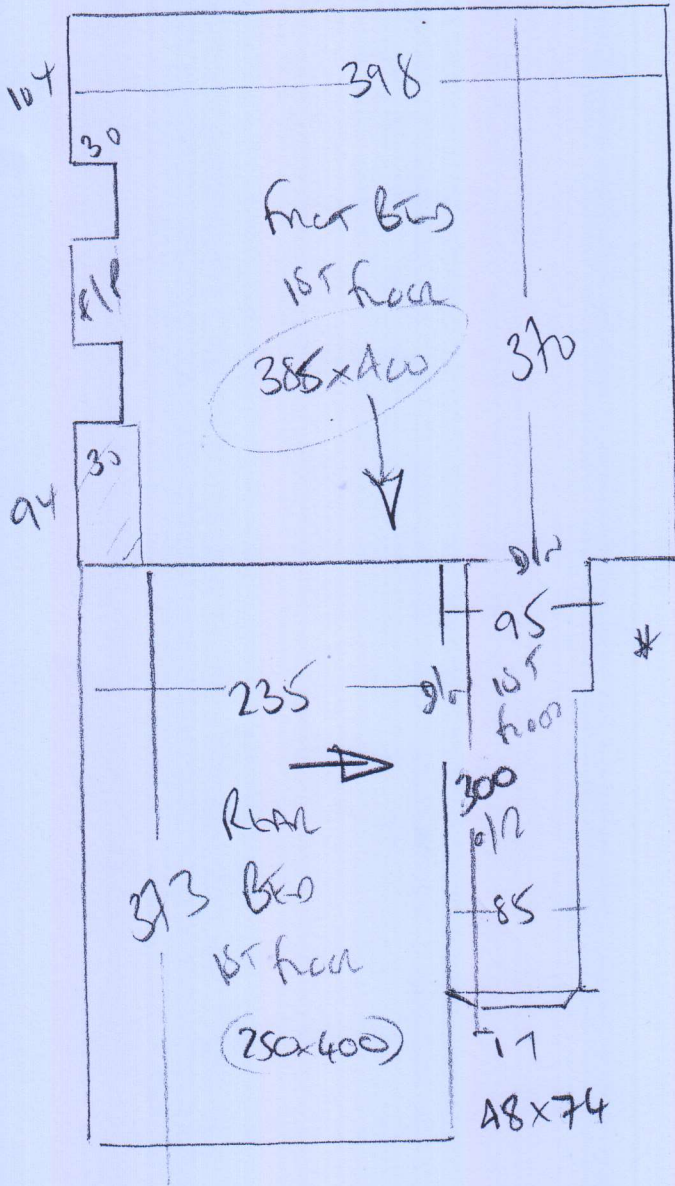 104
398
30
FRONT BED
1ST FLOOR
F/P
385x400
370
30
94
D/W
95
*
235
D/W
1ST
FLOOR
300
D/W
REAR
373
BED
85
1ST FLOOR
(250x400)
17
48x74